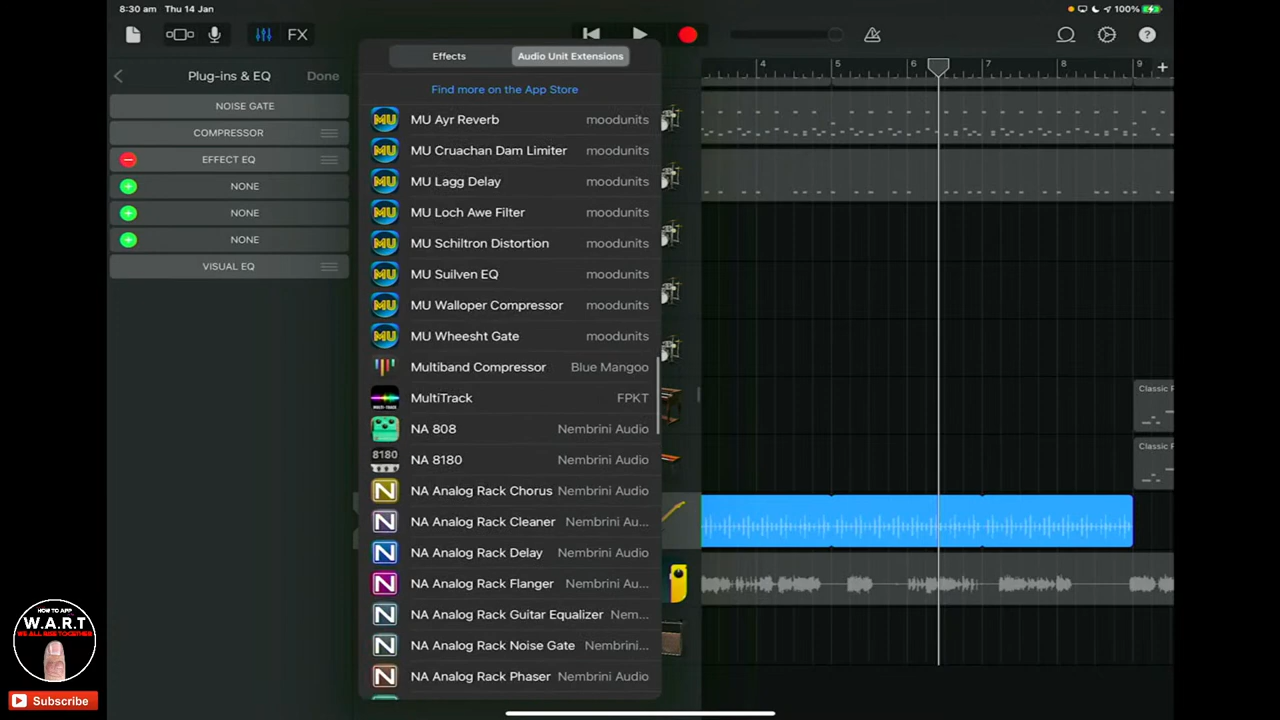 8:30 am Thu 14 Jan
100%
FX
?
Plug-ins & EQ
Done
NOISE GATE
COMPRESSOR
EFFECT EQ
NONE
NONE
NONE
VISUAL EQ
Effects
Audio Unit Extensions
Find more on the App Store
MU Ayr Reverb moodunits
MU Cruachan Dam Limiter moodunits
MU Lagg Delay moodunits
MU Loch Awe Filter moodunits
MU Schiltron Distortion moodunits
MU Suilven EQ moodunits
MU Walloper Compressor moodunits
MU Wheesht Gate moodunits
Multiband Compressor Blue Mangoo
MultiTrack FPKT
NA 808 Nembrini Audio
NA 8180 Nembrini Audio
NA Analog Rack Chorus Nembrini Audio
NA Analog Rack Cleaner Nembrini Au...
NA Analog Rack Delay Nembrini Audio
NA Analog Rack Flanger Nembrini Au...
NA Analog Rack Guitar Equalizer Nem...
NA Analog Rack Noise Gate Nembrini...
NA Analog Rack Phaser Nembrini Audio
4 5 6 7 8 9 +
Classic
Classic
HOW TO APP
W.A.R.T
WE ALL RISE TOGETHER
Subscribe